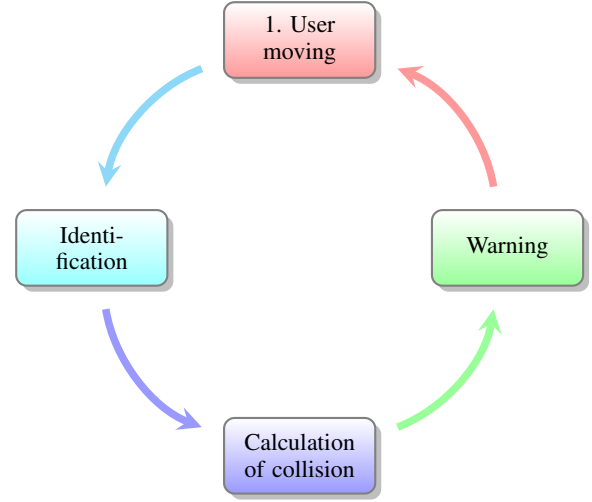 1. User
moving
Identi-
fication
Warning
Calculation
of collision